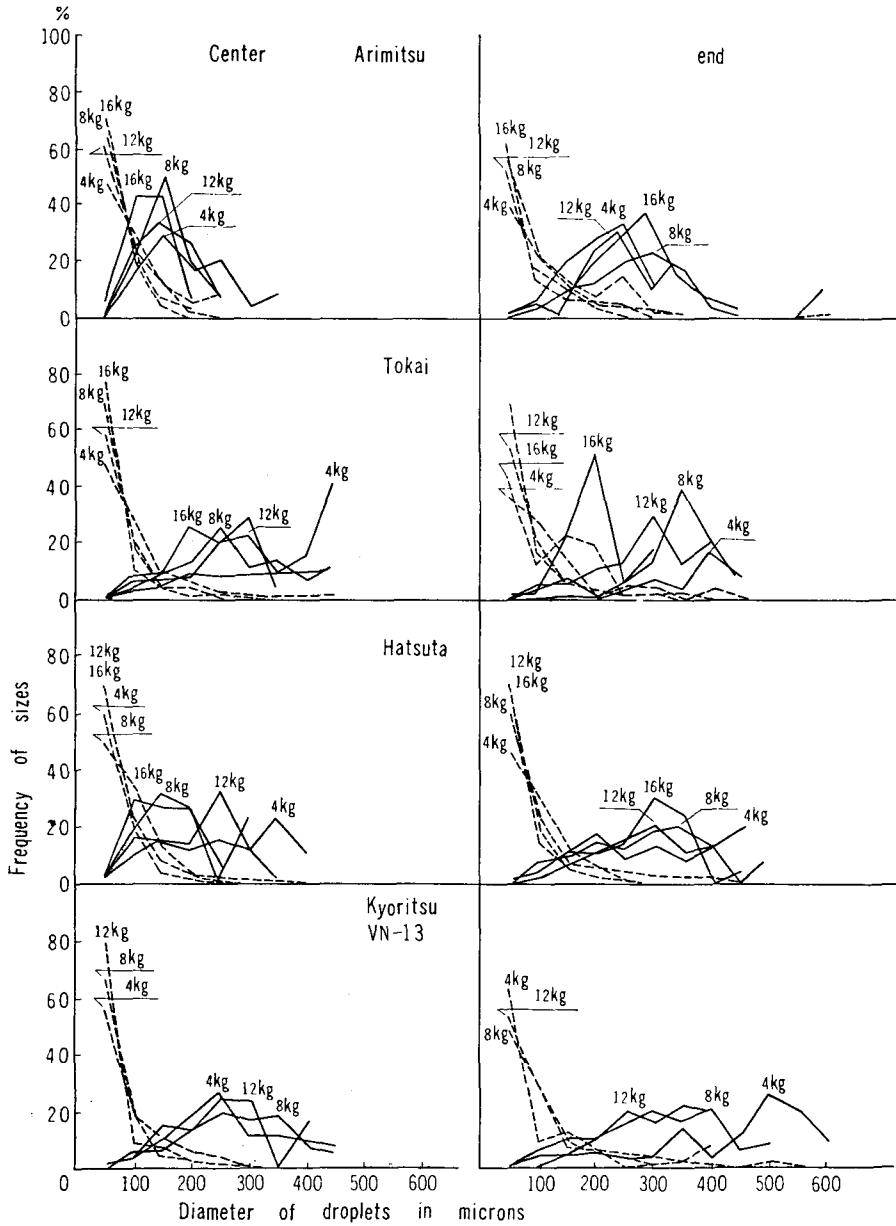 %
100
80
60
40
20
0
Center
Arimitsu
end
16kg
8kg
12kg
4kg
16kg
8kg
12kg
4kg
16kg
12kg
8kg
4kg
12kg
4kg
16kg
8kg
80
60
40
20
0
Tokai
16kg
8kg
12kg
4kg
16kg
8kg
12kg
4kg
12kg
16kg
4kg
16kg
12kg
8kg
4kg
80
60
40
20
0
Hatsuta
12kg
16kg
4kg
8kg
16kg
8kg
12kg
4kg
12kg
16kg
8kg
4kg
12kg
16kg
8kg
4kg
80
60
40
20
0
Kyoritsu
VN-13
12kg
8kg
4kg
4kg
12kg
8kg
4kg
12kg
8kg
12kg
8kg
4kg
100 200 300 400
100 200 300 400 500 600
Frequency of sizes
Diameter of droplets in microns